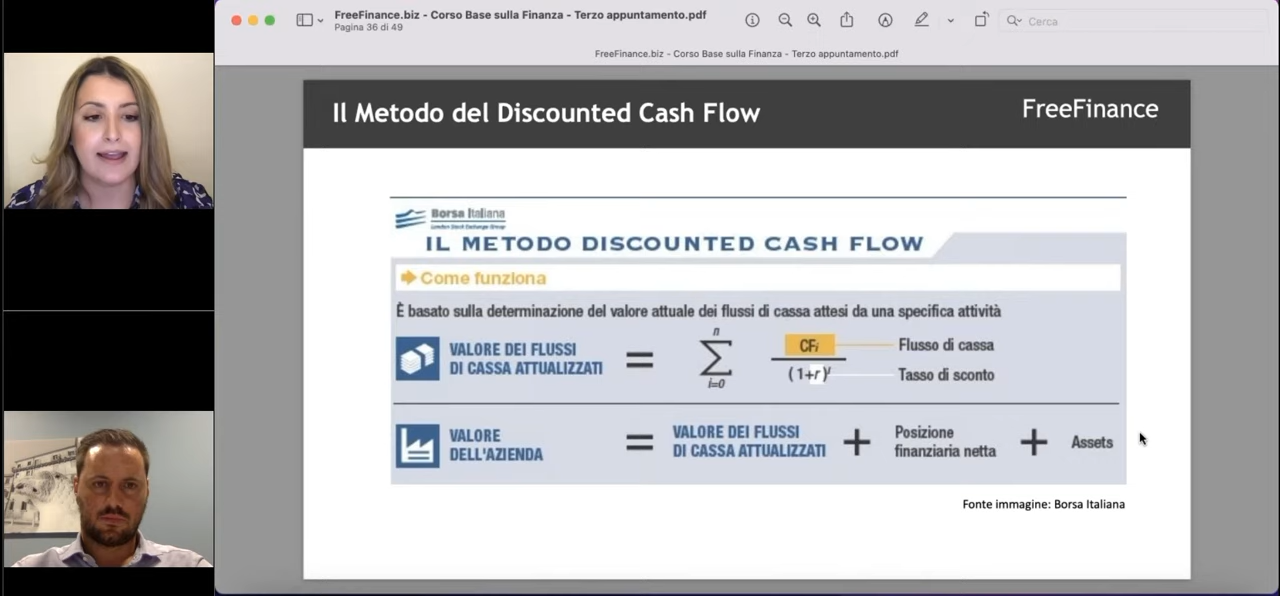 FreeFinance.biz - Corso Base sulla Finanza - Terzo appuntamento.pdf
Pagina 36 di 49
Cerca
FreeFinance.biz - Corso Base sulla Finanza - Terzo appuntamento.pdf
Il Metodo del Discounted Cash Flow
FreeFinance
Borsa Italiana
London Stock Exchange Group
IL METODO DISCOUNTED CASH FLOW
Come funziona
È basato sulla determinazione del valore attuale dei flussi di cassa attesi da una specifica attività
VALORE DEI FLUSSI
DI CASSA ATTUALIZZATI
=
n
∑
i=0
CFi
(1+r)^i
Flusso di cassa
Tasso di sconto
VALORE
DELL'AZIENDA
=
VALORE DEI FLUSSI
DI CASSA ATTUALIZZATI
+
Posizione
finanziaria netta
+
Assets
Fonte immagine: Borsa Italiana